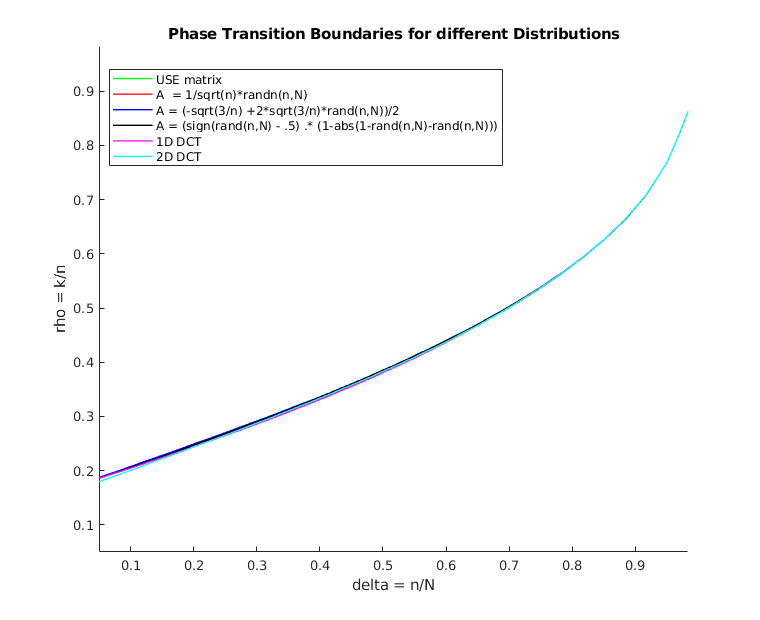 Phase Transition Boundaries for different Distributions
USE matrix
A  = 1/sqrt(n)*randn(n,N)
A = (-sqrt(3/n) +2*sqrt(3/n)*rand(n,N))/2
A = (sign(rand(n,N) - .5) .* (1-abs(1-rand(n,N)-rand(n,N)))
1D DCT
2D DCT
0.9
0.8
0.7
0.6
0.5
0.4
0.3
0.2
0.1
rho = k/n
0.1 0.2 0.3 0.4 0.5 0.6 0.7 0.8 0.9
delta = n/N